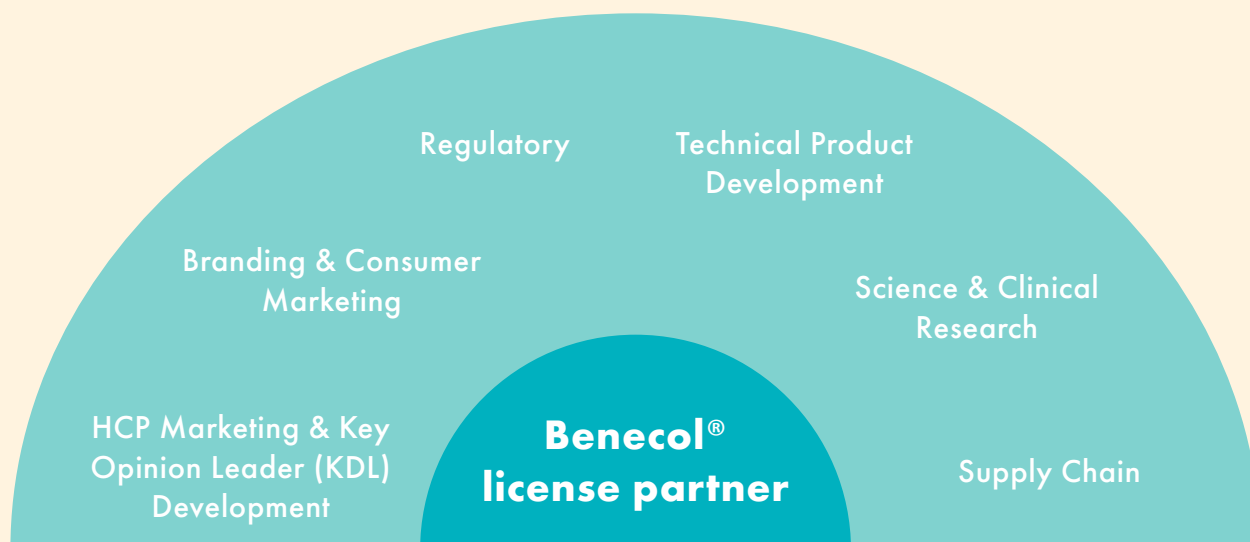 Regulatory
Technical Product
Development
Branding & Consumer
Marketing
Science & Clinical
Research
HCP Marketing & Key
Opinion Leader (KDL)
Development
Benecol®
license partner
Supply Chain